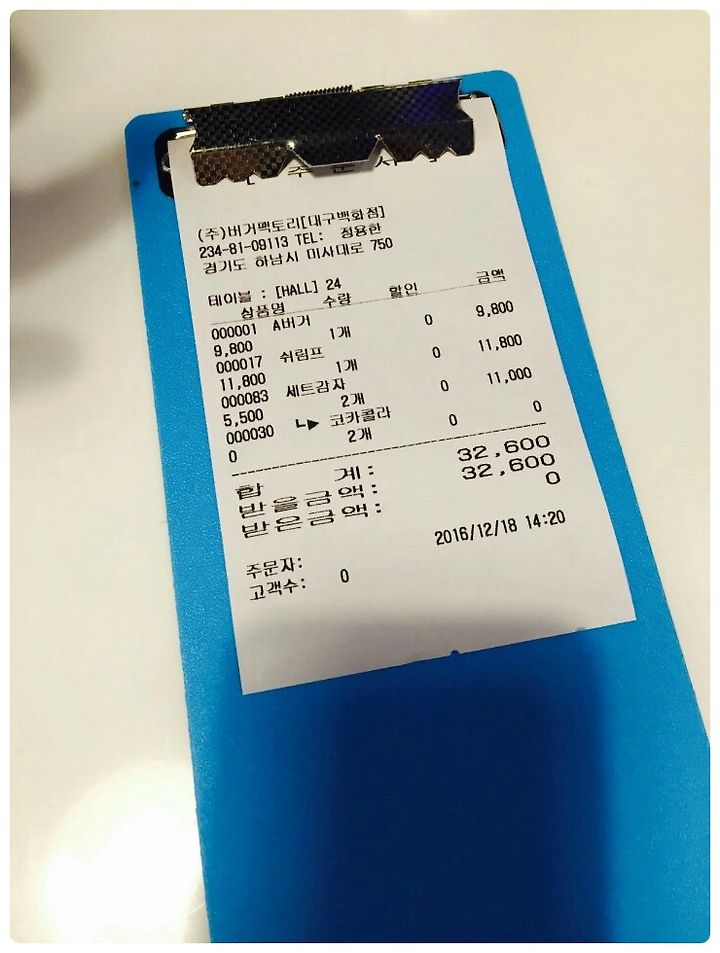 [ 주 문 서 ]
(주)버거팩토리[대구백화점]
234-81-09113 TEL: 정용한
경기도 하남시 미사대로 750
테이블 : [HALL] 24
상품명 수량 할인 금액
000001 A버거
9,800 1개 0 9,800
000017 쉬림프
11,800 1개 0 11,800
000083 세트감자
5,500 2개 0 11,000
000030 ┗▶ 코카콜라
0 2개 0 0
합 계: 32,600
받을금액: 32,600
받은금액: 0
2016/12/18 14:20
주문자:
고객수: 0